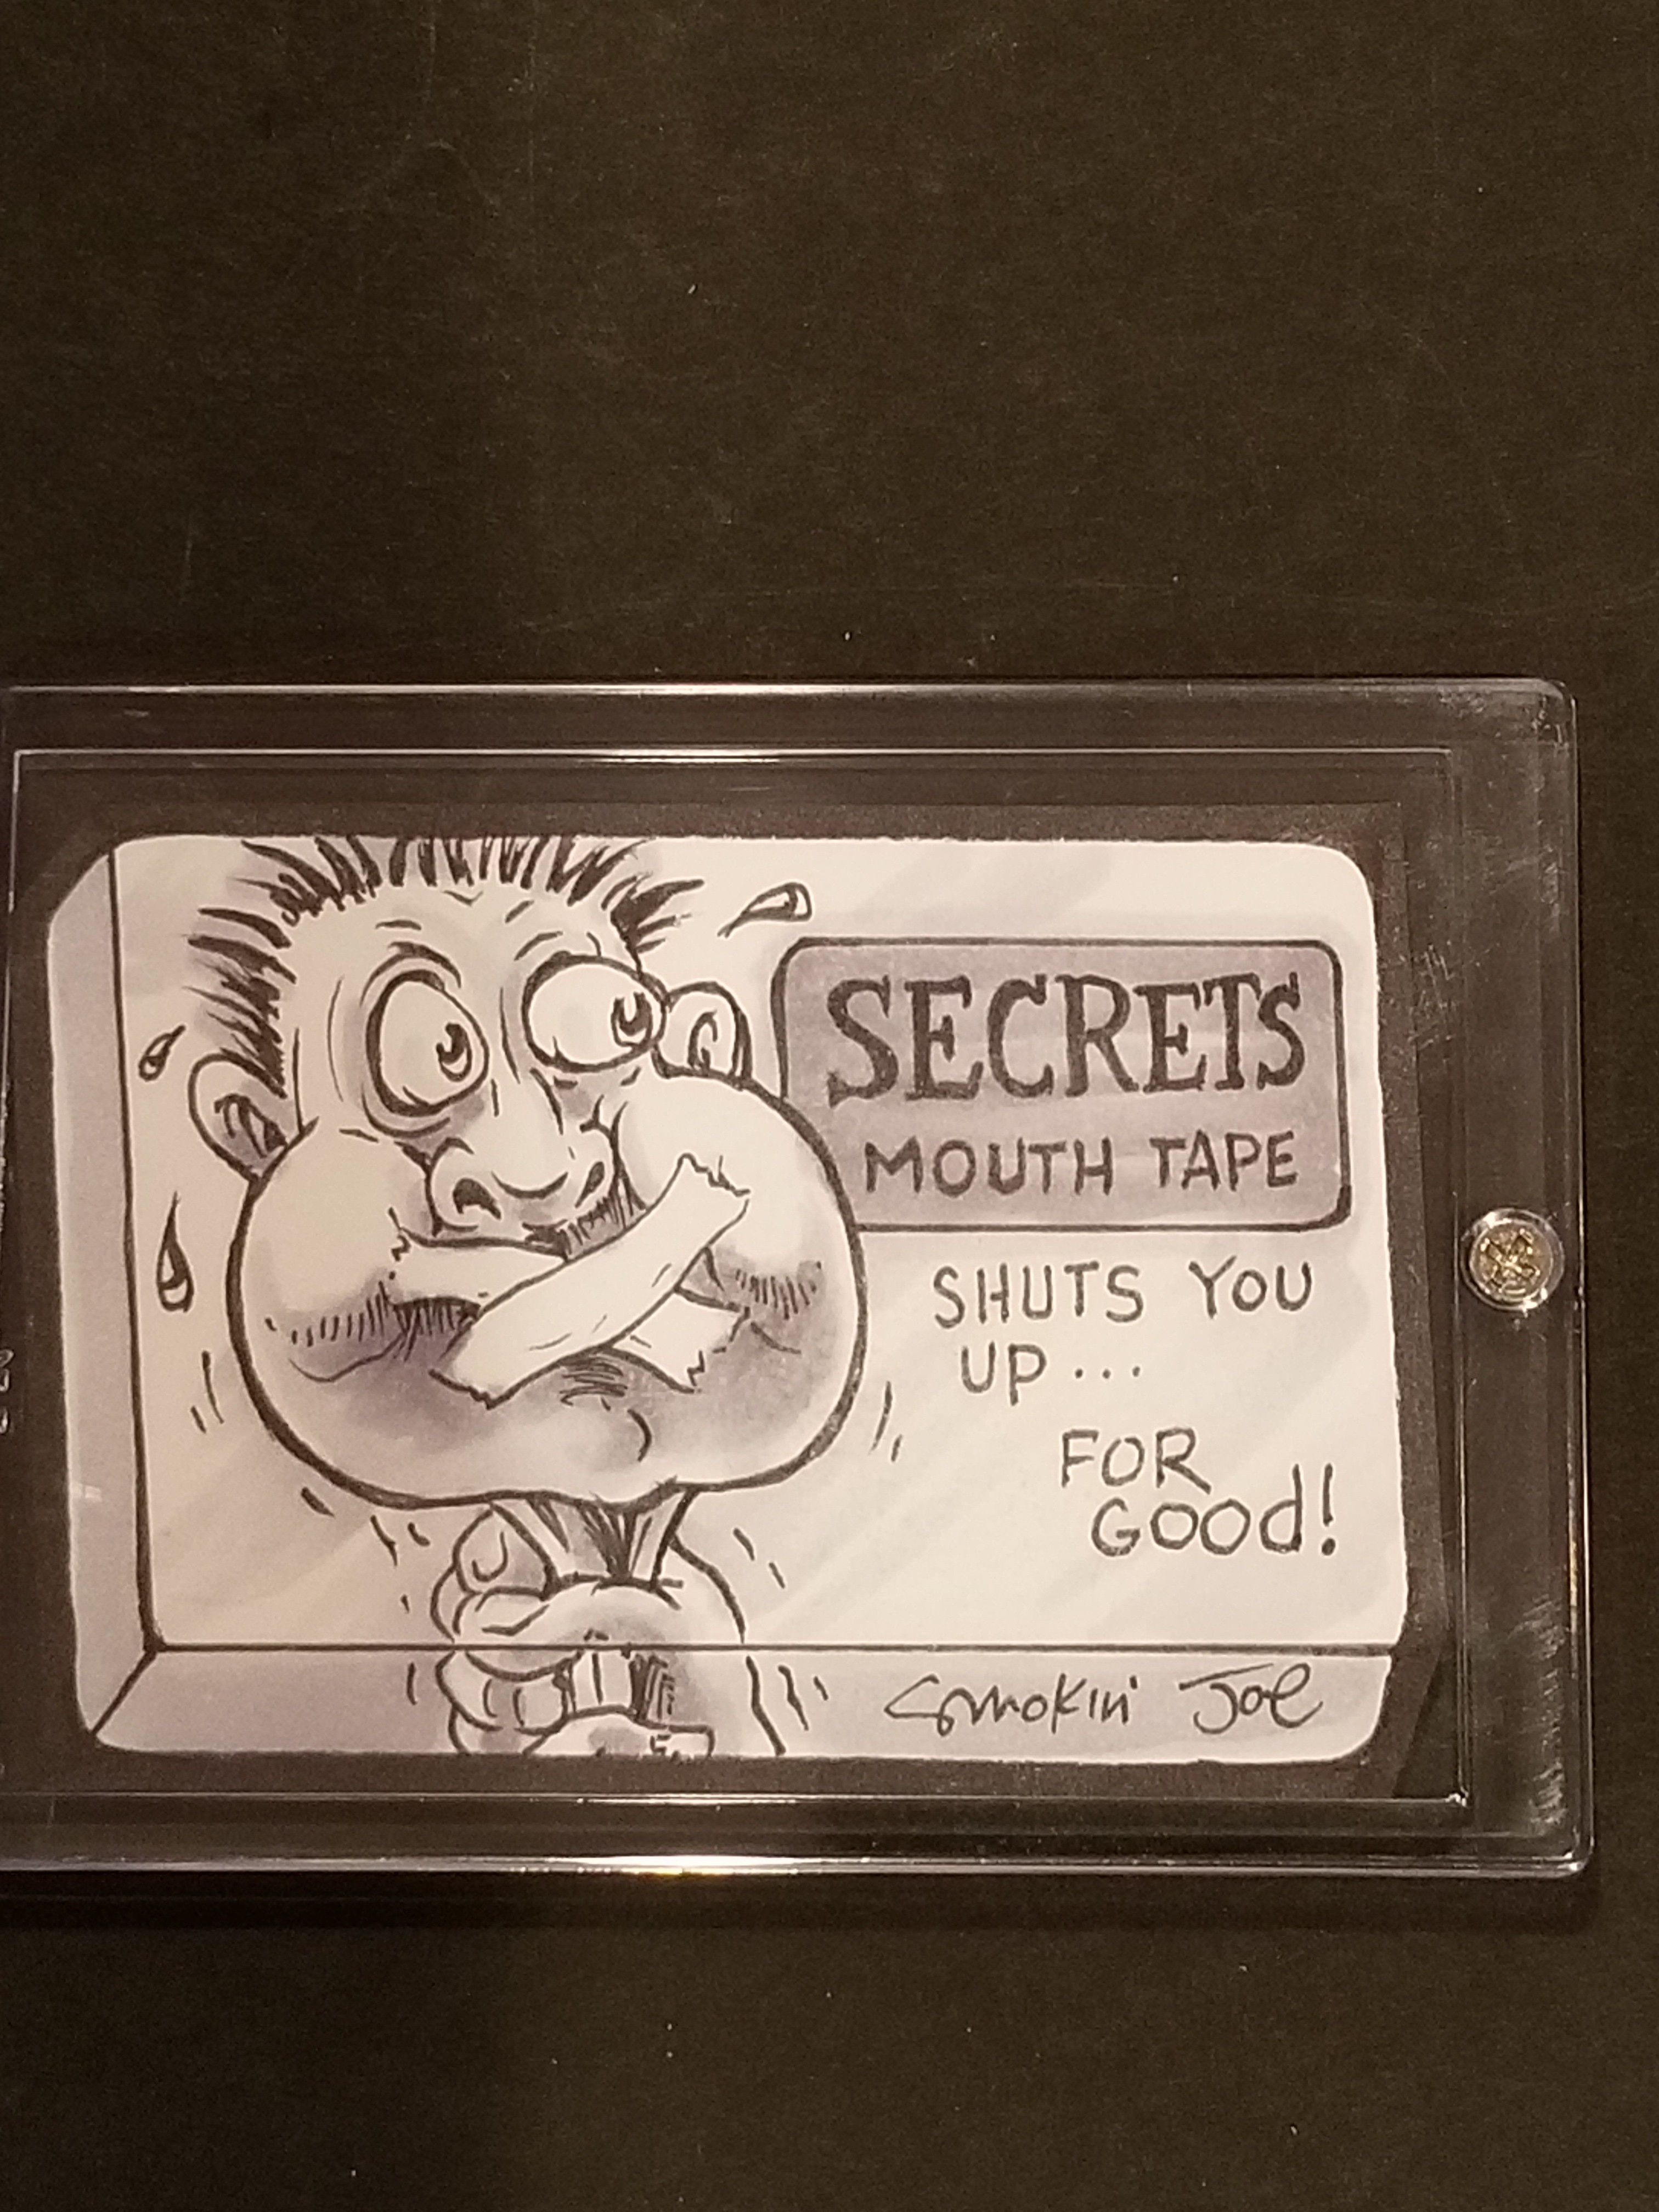 SECRETS
MOUTH TAPE
SHUTS YOU
UP...
FOR
GOOd!
Smokin' Joe